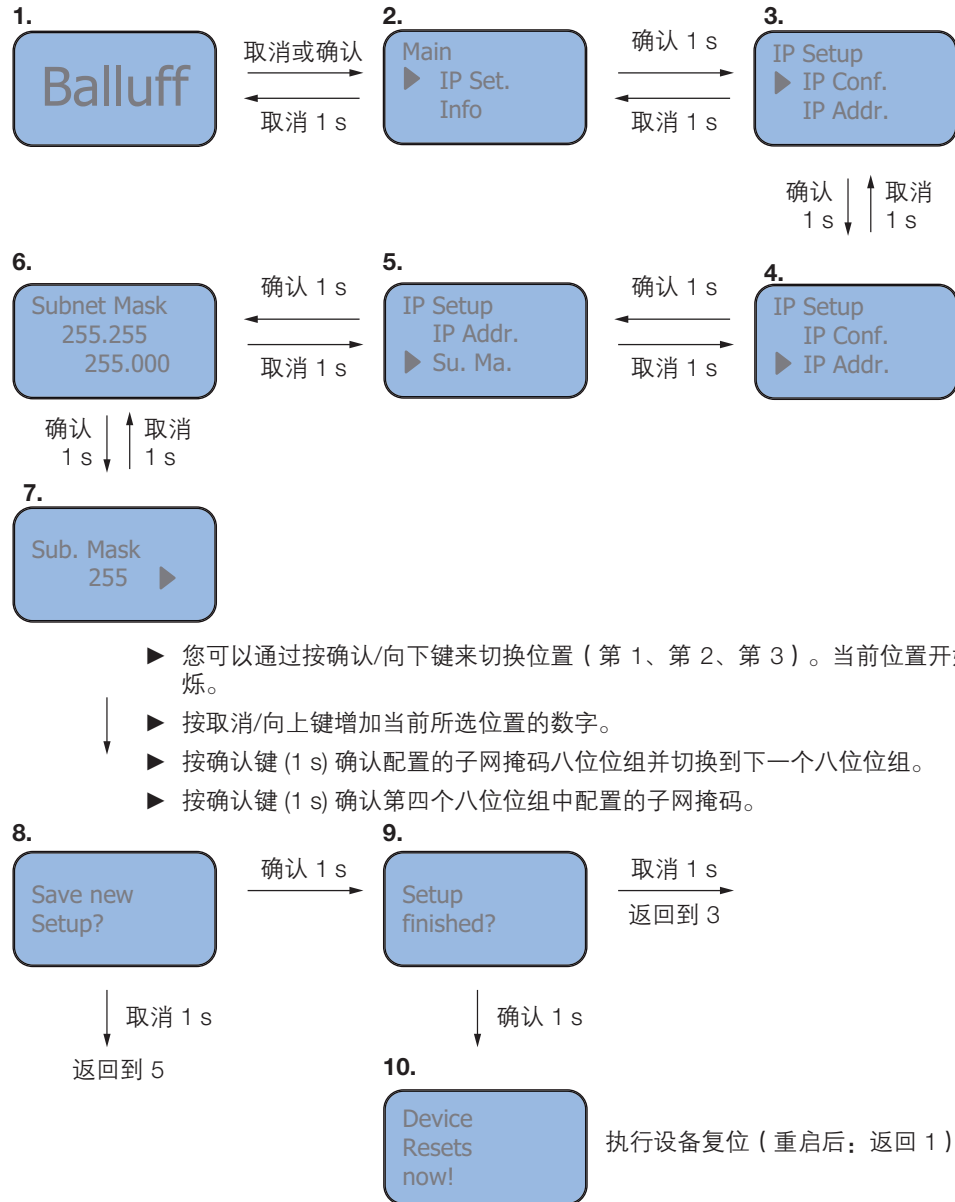 1.
Balluff
取消或确认
取消 1 s
2.
Main
▶ IP Set.
Info
确认 1 s
取消 1 s
3.
IP Setup
▶ IP Conf.
IP Addr.
确认
1 s
取消
1 s
6.
Subnet Mask
255.255
255.000
确认 1 s
取消 1 s
5.
IP Setup
IP Addr.
▶ Su. Ma.
确认 1 s
取消 1 s
4.
IP Setup
IP Conf.
▶ IP Addr.
确认
1 s
取消
1 s
7.
Sub. Mask
255 ▶
▶ 您可以通过按确认/向下键来切换位置（第 1、第 2、第 3）。当前位置开
烁。
▶ 按取消/向上键增加当前所选位置的数字。
▶ 按确认键 (1 s) 确认配置的子网掩码八位位组并切换到下一个八位位组。
▶ 按确认键 (1 s) 确认第四个八位位组中配置的子网掩码。
8.
Save new
Setup?
确认 1 s
9.
Setup
finished?
取消 1 s
返回到 3
取消 1 s
返回到 5
确认 1 s
10.
Device
Resets
now!
执行设备复位（重启后：返回 1）